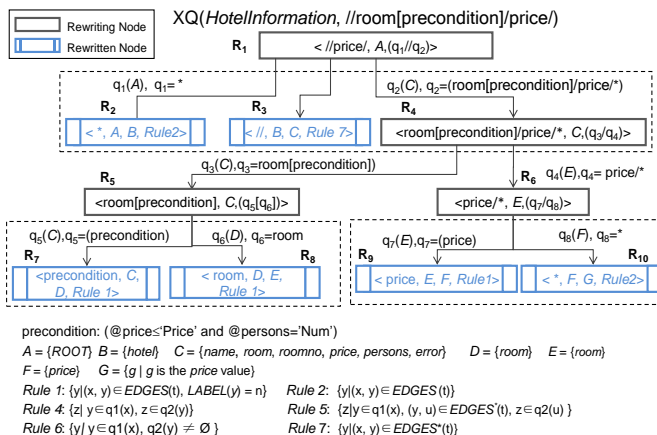 XQ(HotelInformation, //room[precondition]/price/)
Rewriting Node
Rewritten Node
R1
< //price/, A,(q1//q2)>
q1(A), q1= *
q2(C), q2=(room[precondition]/price/*)
R2
R3
R4
< *, A, B, Rule2>
< //, B, C, Rule 7>
<room[precondition]/price/*, C,(q3/q4)>
q3(C),q3=room[precondition])
q4(E),q4= price/*
R5
R6
<room[precondition], C,(q5[q6])>
<price/*, E,(q7/q8)>
q5(C),q5=(precondition)
q6(D), q6=room
q7(E),q7=(price)
q8(F), q8=*
R7
R8
R9
R10
<precondition, C, D, Rule 1>
< room, D, E, Rule 1>
< price, E, F, Rule1>
< *, F, G, Rule2>
precondition: (@price≤‘Price’ and @persons=’Num’)
A = {ROOT} B = {hotel} C = {name, room, roomno, price, persons, error} D = {room} E = {room}
F = {price} G = {g | g is the price value}
Rule 1: {y|(x, y)∈EDGES(t), LABEL(y) = n} Rule 2: {y|(x, y)∈EDGES(t)}
Rule 4: {z| y∈q1(x), z∈q2(y)} Rule 5: {z|y∈q1(x), (y, u)∈EDGES*(t), z∈q2(u) }
Rule 6: {y| y∈q1(x), q2(y) ≠ Ø } Rule 7: {y|(x, y)∈EDGES*(t)}